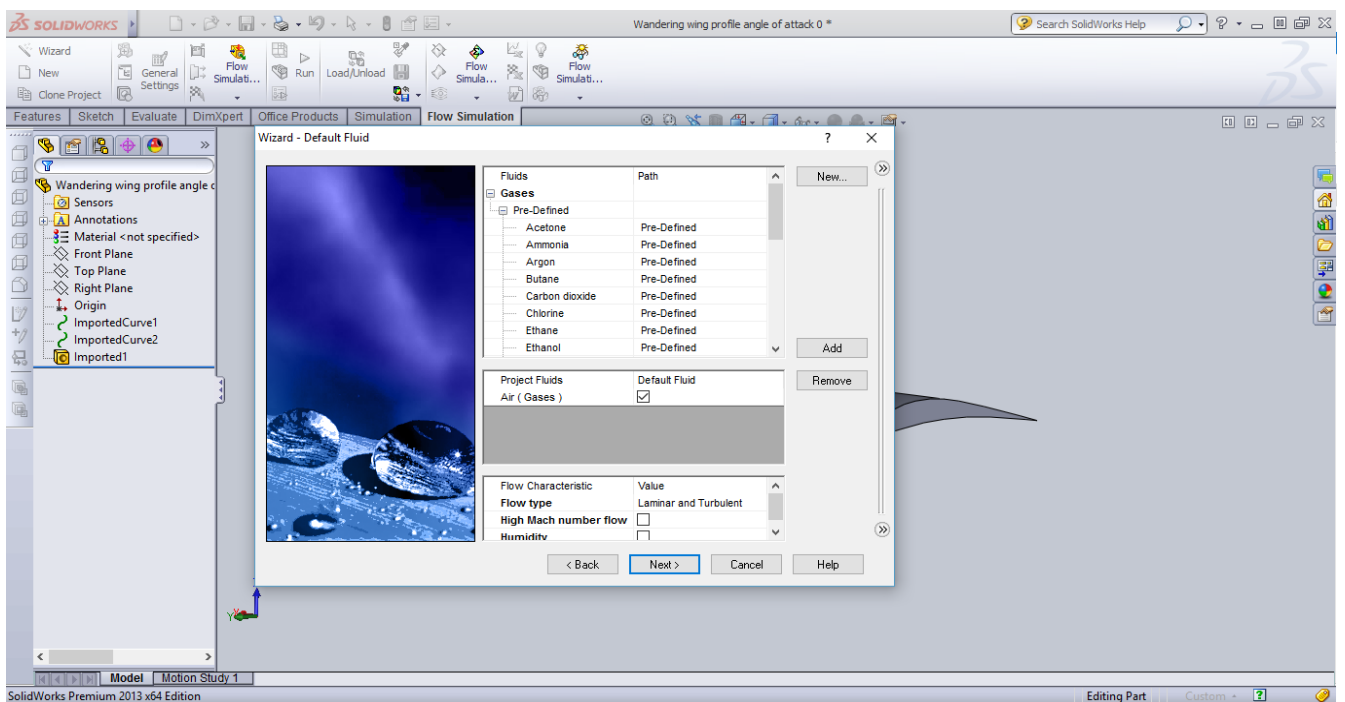 SOLIDWORKS
Wandering wing profile angle of attack 0 *
Search SolidWorks Help
Wizard
New
Clone Project
General Settings
Flow Simulati...
Run
Load/Unload
Flow Simula...
Flow Simulati...
Features
Sketch
Evaluate
DimXpert
Office Products
Simulation
Flow Simulation
Wandering wing profile angle c
Sensors
Annotations
Material <not specified>
Front Plane
Top Plane
Right Plane
Origin
ImportedCurve1
ImportedCurve2
Imported1
Wizard - Default Fluid
Fluids Path
Gases
Pre-Defined
Acetone Pre-Defined
Ammonia Pre-Defined
Argon Pre-Defined
Butane Pre-Defined
Carbon dioxide Pre-Defined
Chlorine Pre-Defined
Ethane Pre-Defined
Ethanol Pre-Defined
New...
Add
Project Fluids Default Fluid
Air ( Gases )
Remove
Flow Characteristic Value
Flow type Laminar and Turbulent
High Mach number flow
Humidity
< Back
Next >
Cancel
Help
Y
Model
Motion Study 1
SolidWorks Premium 2013 x64 Edition
Editing Part
Custom